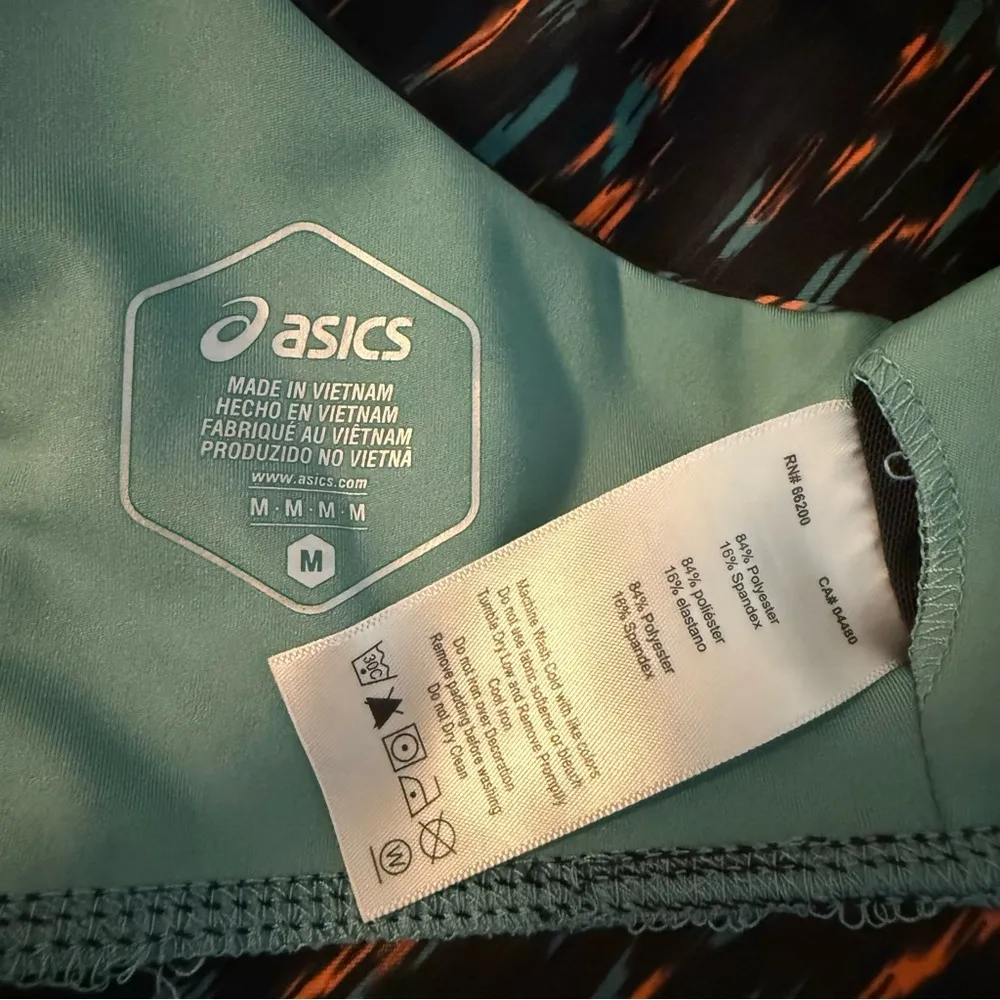 asics
MADE IN VIETNAM
HECHO EN VIETNAM
FABRIQUÉ AU VIÊTNAM
PRODUZIDO NO VIETNÃ
www.asics.com
M·M·M·M
M
RN# 66200
CA# 04480
84% Polyester
16% Spandex
84% poliéster
16% elastano
84% Polyester
16% Spandex
Machine Wash Cold with like colors
Do not use fabric softener or bleach
Tumble Dry Low and Remove Promptly
Cool Iron
Do not Iron over Decoration
Remove padding before washing
Do not Dry Clean
30C
W